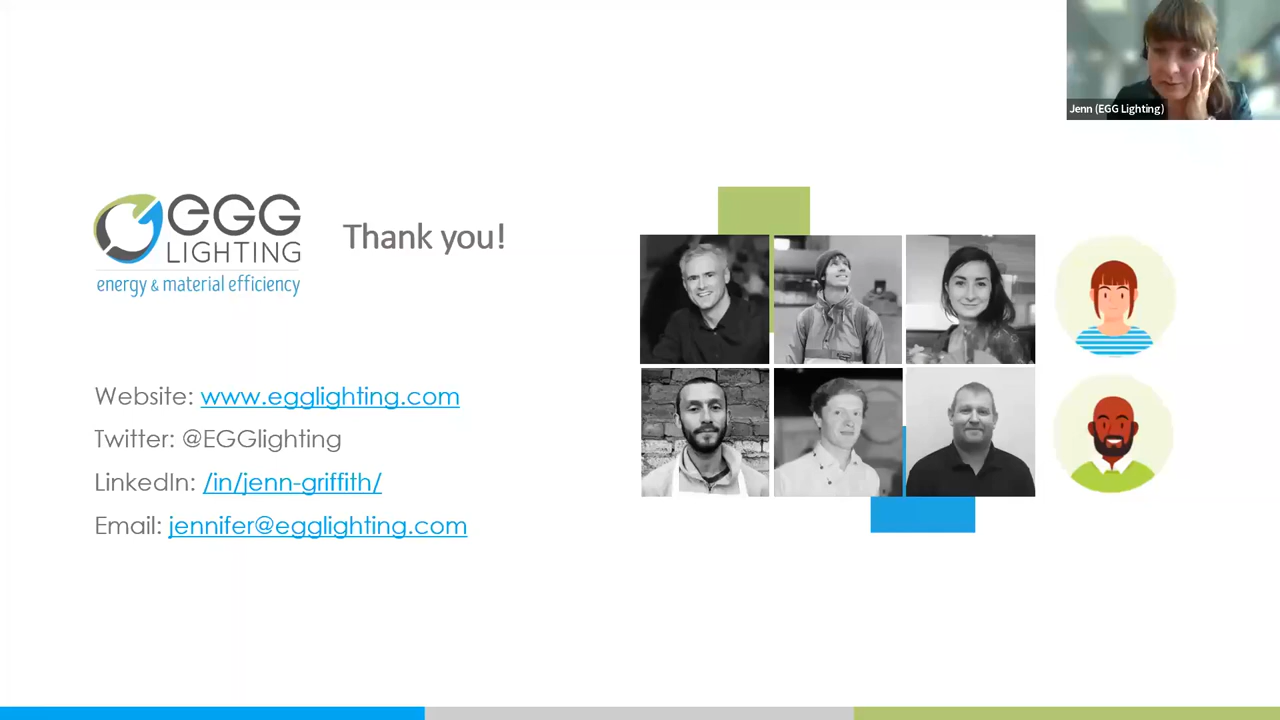 Jenn (EGG Lighting)
eGG
LIGHTING
energy & material efficiency
Thank you!
Website: www.egglighting.com
Twitter: @EGGlighting
LinkedIn: /in/jenn-griffith/
Email: jennifer@egglighting.com